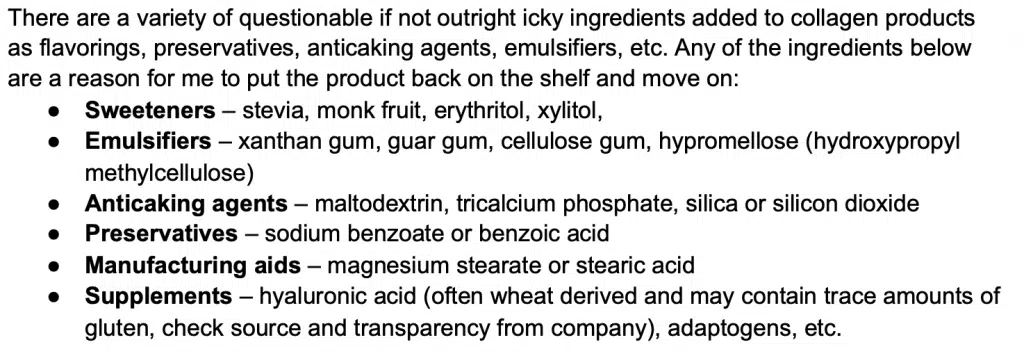 There are a variety of questionable if not outright icky ingredients added to collagen products
as flavorings, preservatives, anticaking agents, emulsifiers, etc. Any of the ingredients below
are a reason for me to put the product back on the shelf and move on:
● Sweeteners – stevia, monk fruit, erythritol, xylitol,
● Emulsifiers – xanthan gum, guar gum, cellulose gum, hypromellose (hydroxypropyl
methylcellulose)
● Anticaking agents – maltodextrin, tricalcium phosphate, silica or silicon dioxide
● Preservatives – sodium benzoate or benzoic acid
● Manufacturing aids – magnesium stearate or stearic acid
● Supplements – hyaluronic acid (often wheat derived and may contain trace amounts of
gluten, check source and transparency from company), adaptogens, etc.